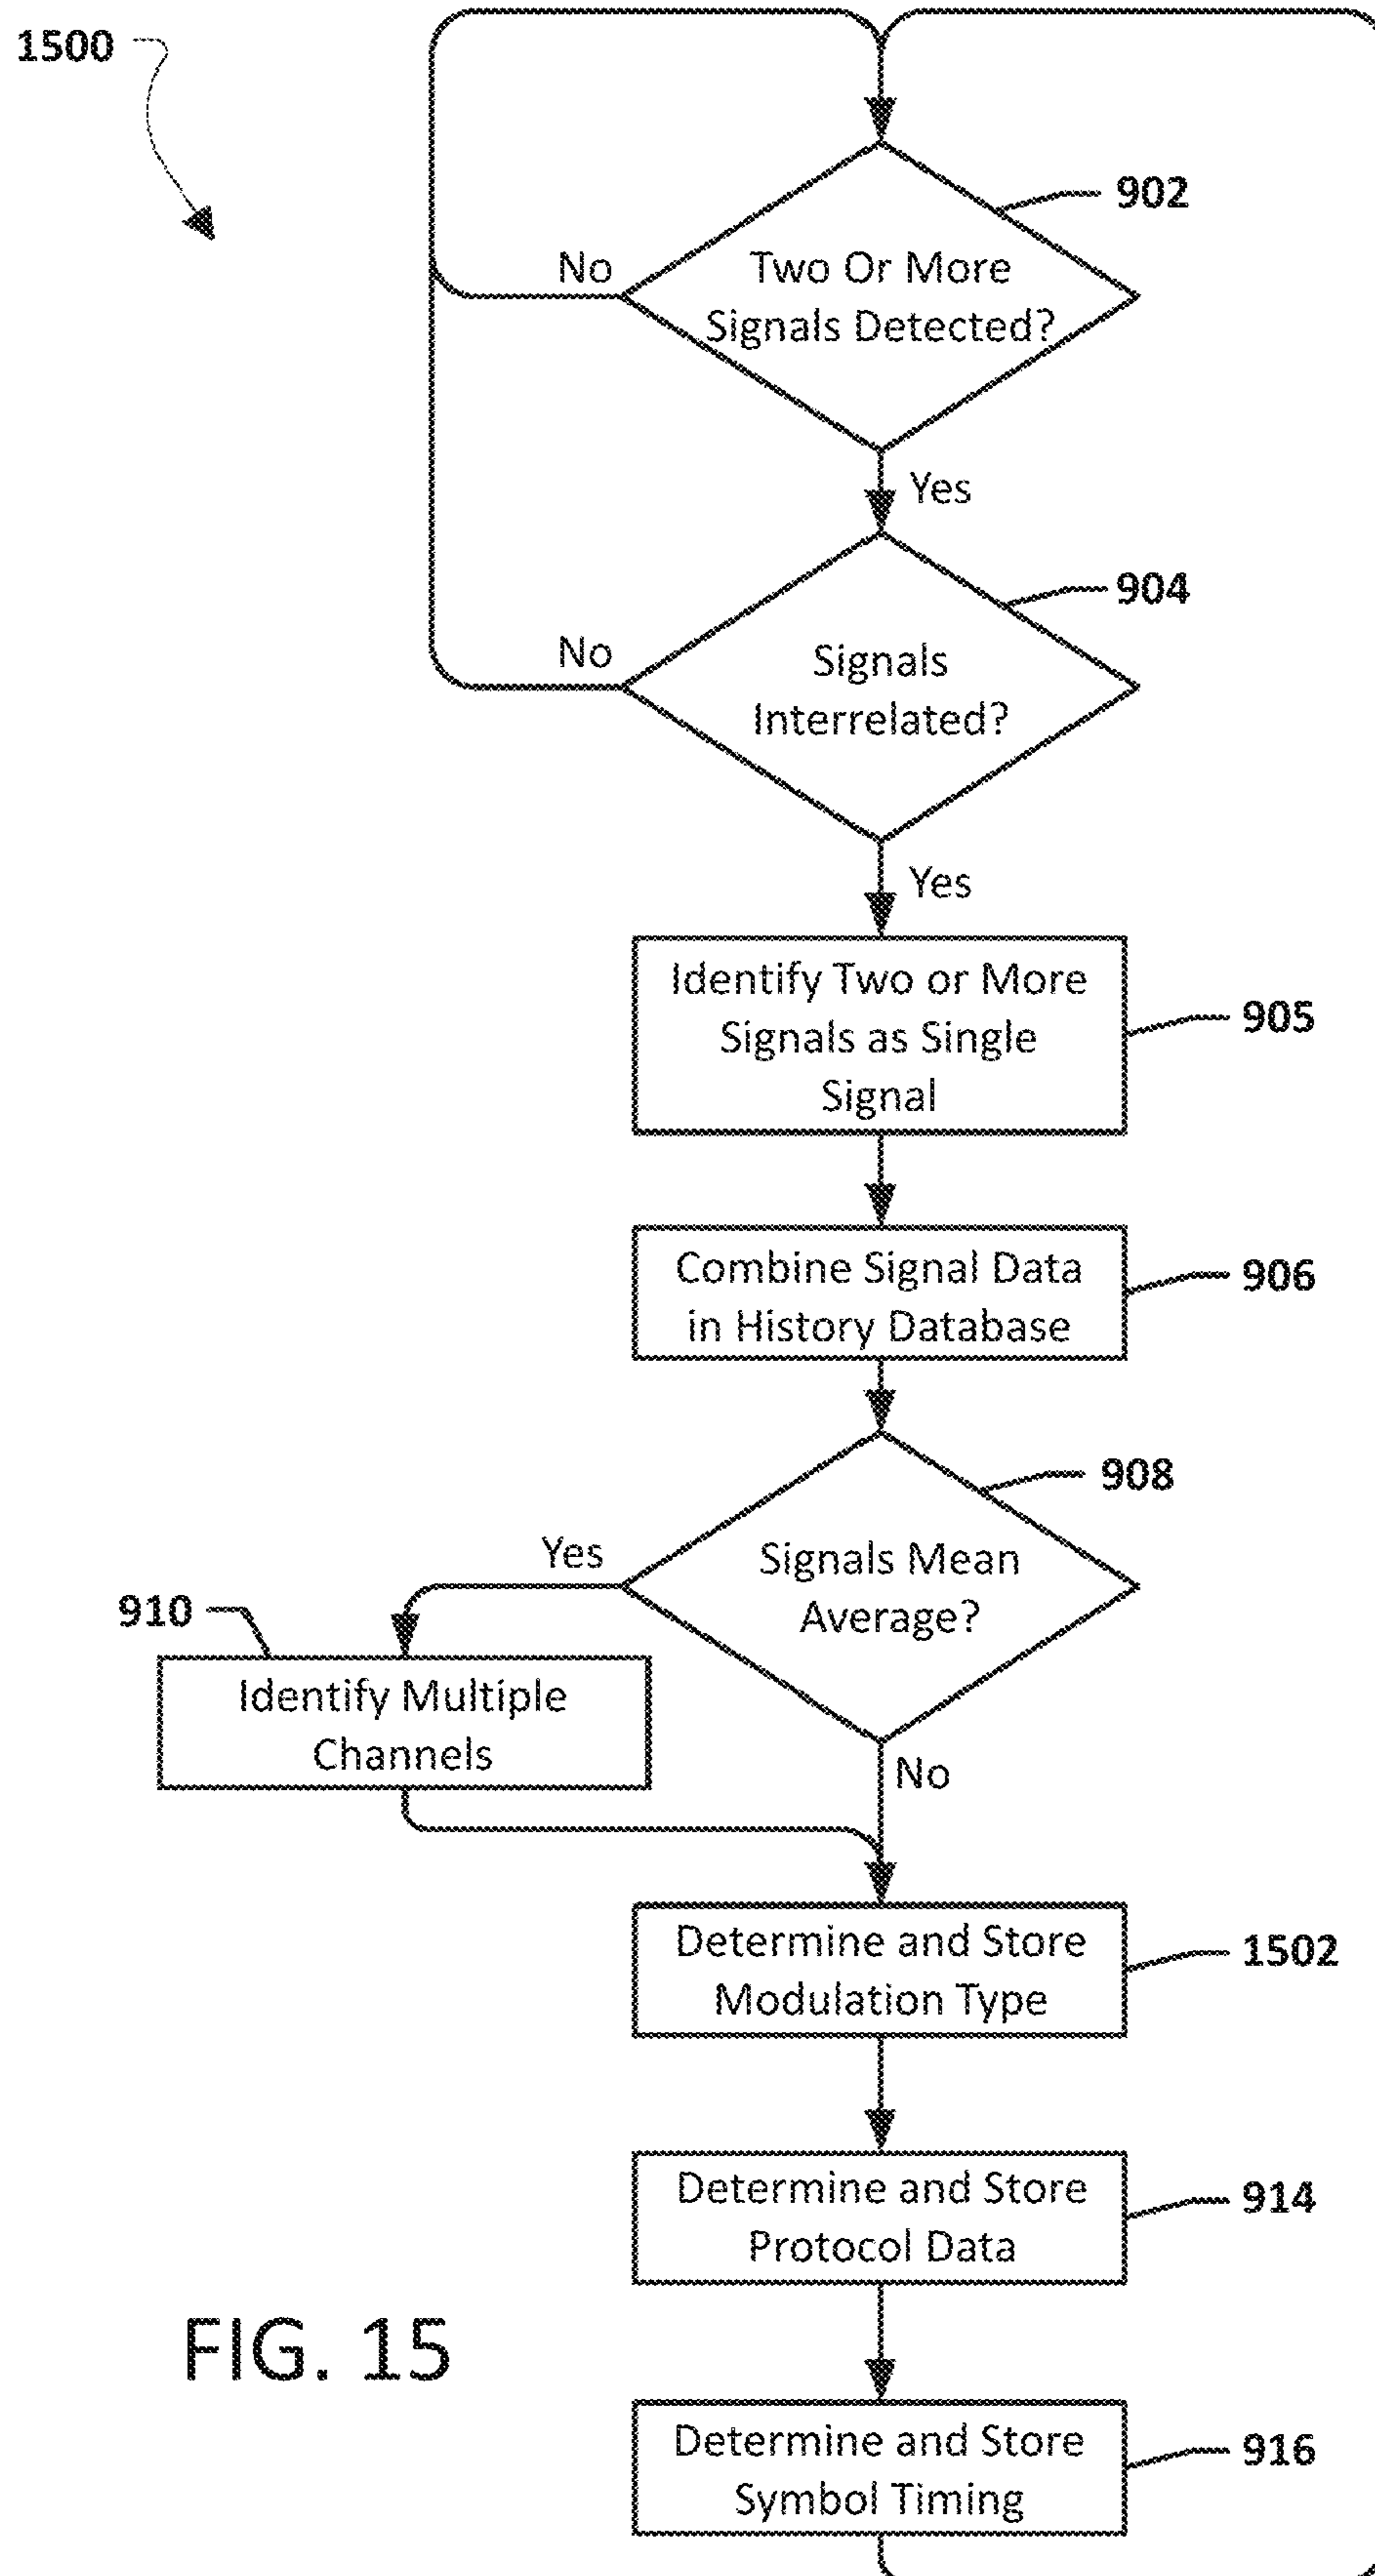 1500
902
No
Two Or More
Signals Detected?
Yes
904
No
Signals
Interrelated?
Yes
Identify Two or More
Signals as Single
Signal
905
Combine Signal Data
in History Database
906
908
Yes
Signals Mean
Average?
910
Identify Multiple
Channels
No
Determine and Store
Modulation Type
1502
Determine and Store
Protocol Data
914
FIG. 15
Determine and Store
Symbol Timing
916